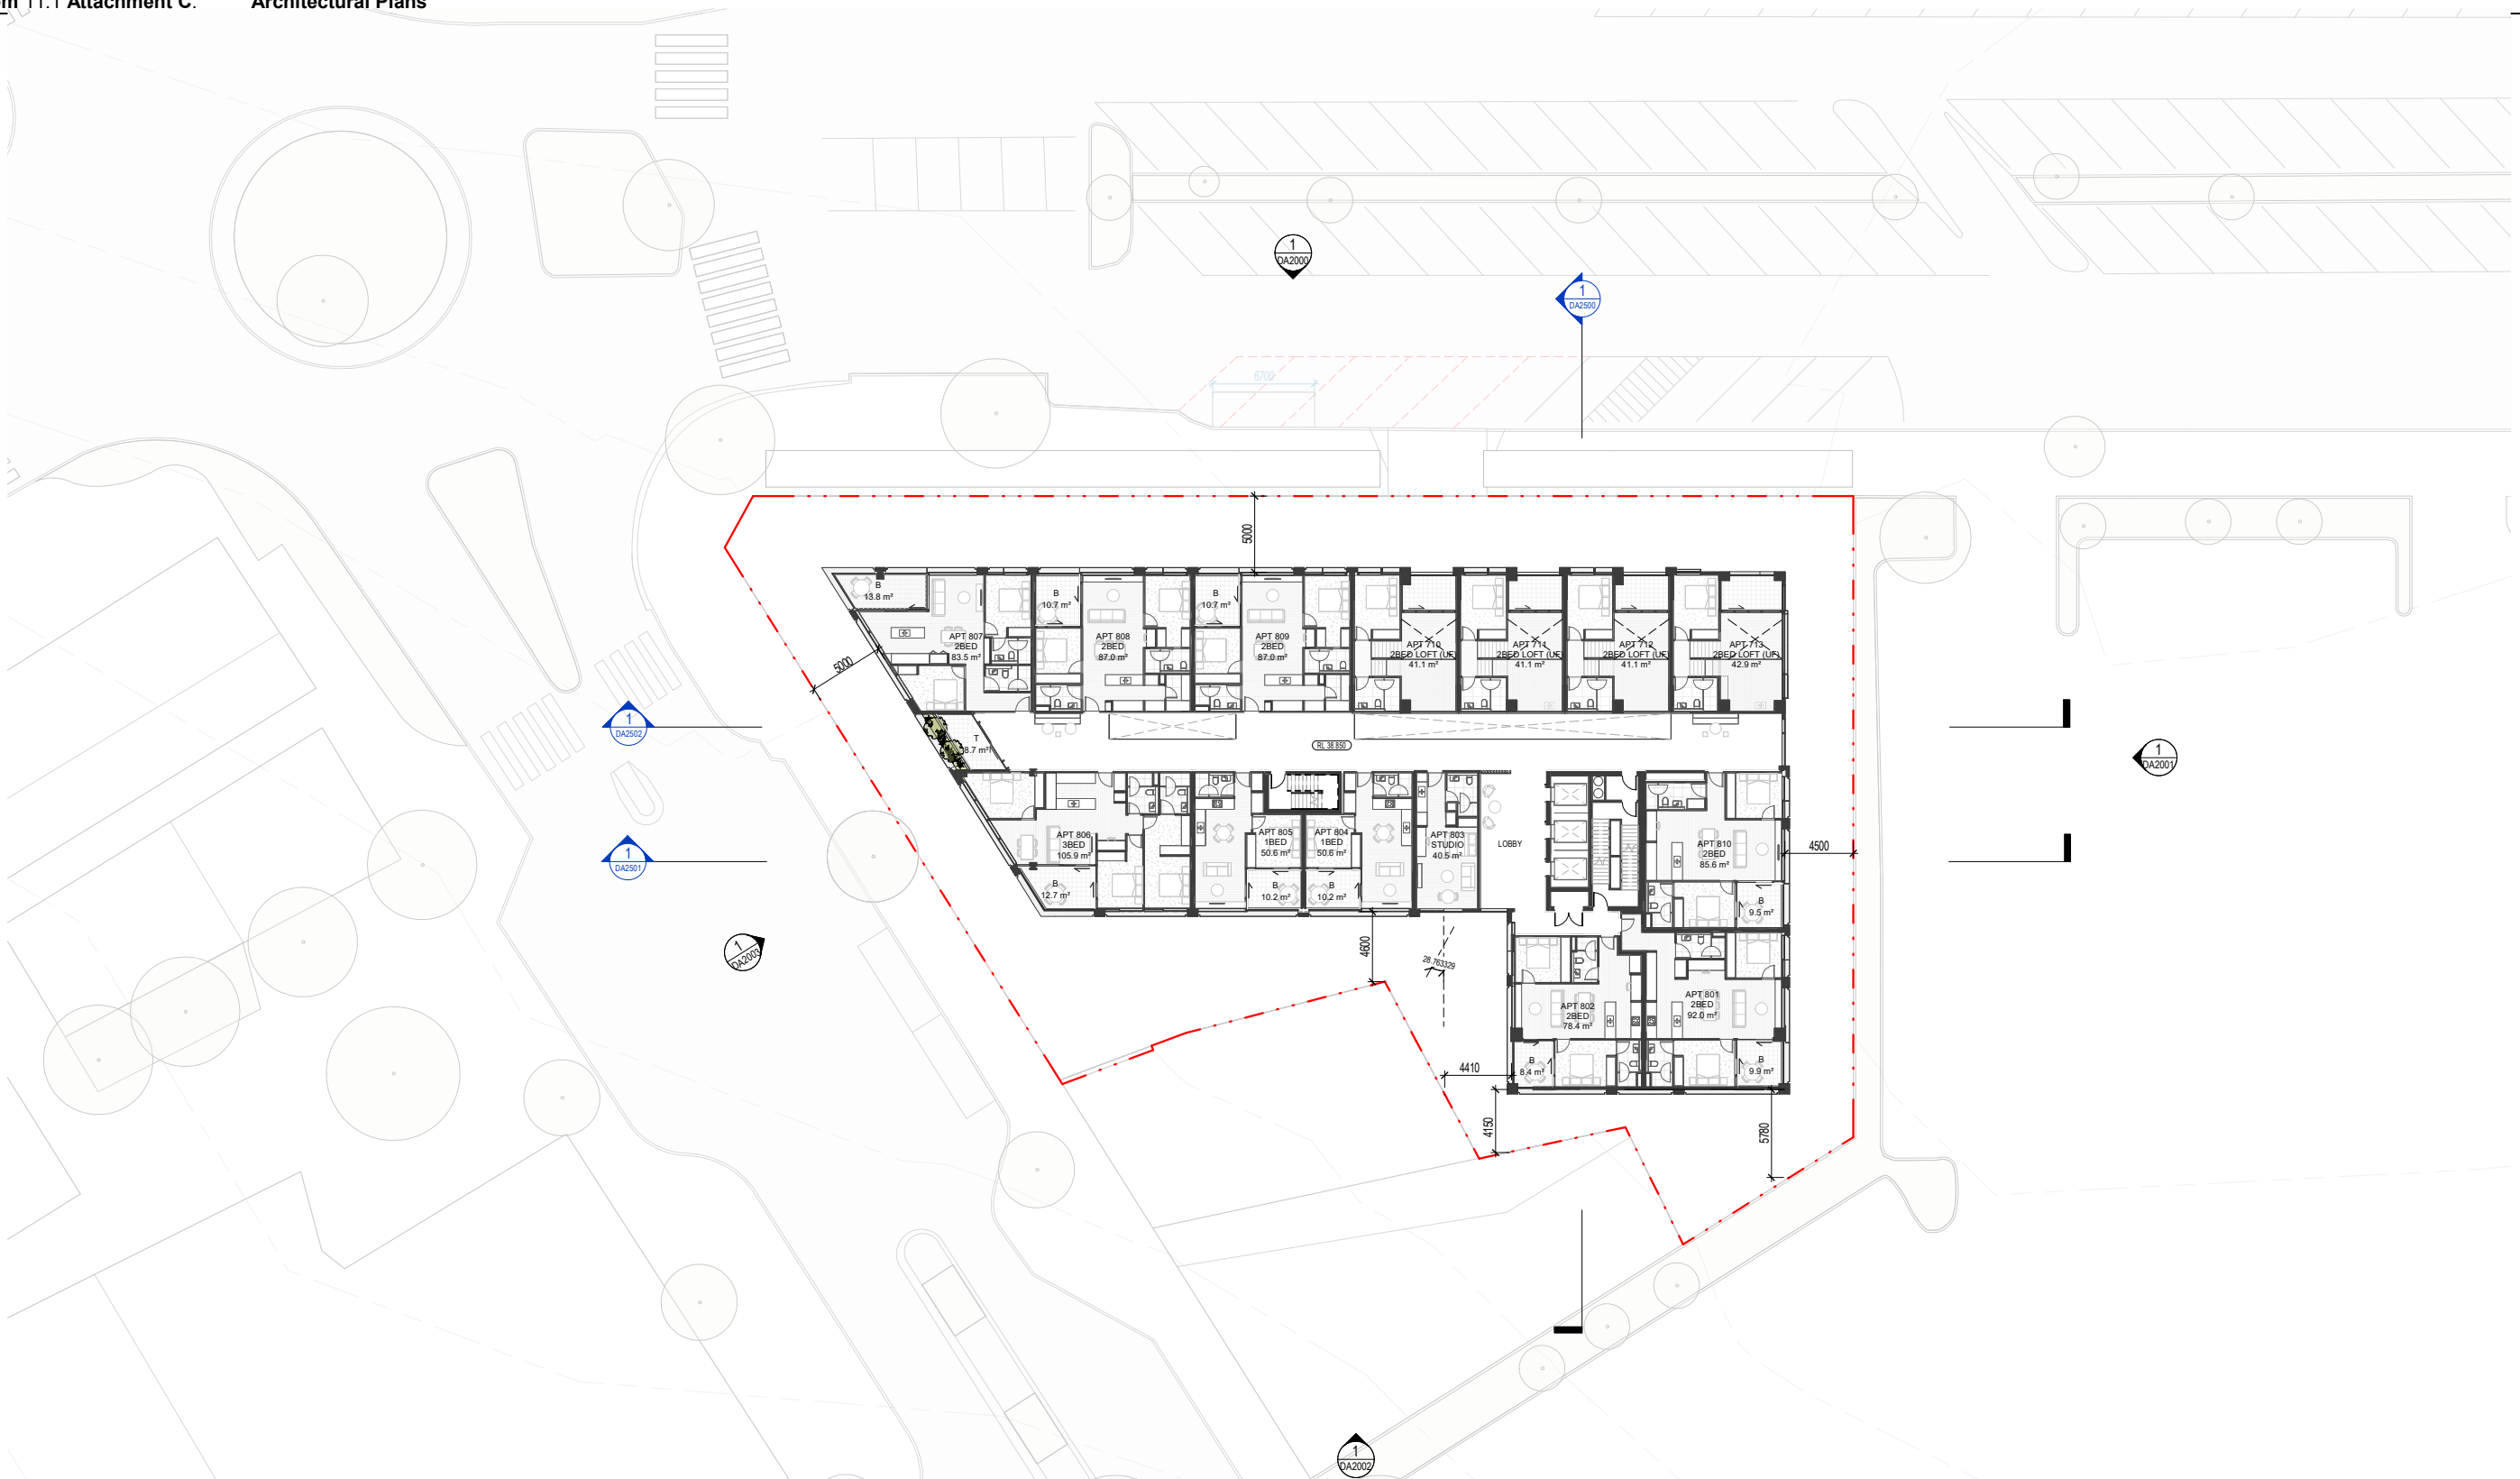 m 11.1 Attachment C. Architectural Plans
1
DA2000
1
DA2500
6700
5000
B
13.8 m²
B
10.7 m²
B
10.7 m²
APT 807
2BED
83.5 m²
APT 808
2BED
87.0 m²
APT 809
2BED
87.0 m²
APT 710
2BED LOFT (UF)
41.1 m²
APT 711
2BED LOFT (UF)
41.1 m²
APT 712
2BED LOFT (UF)
41.1 m²
APT 713
2BED LOFT (UF)
42.9 m²
5000
1
DA2502
T
8.7 m²
RL 38.850
1
DA2001
APT 806
3BED
105.9 m²
APT 805
1BED
50.6 m²
APT 804
1BED
50.6 m²
APT 803
STUDIO
40.5 m²
LOBBY
APT 810
2BED
85.6 m²
4500
1
DA2501
B
12.7 m²
B
10.2 m²
B
10.2 m²
B
9.5 m²
1
DA2003
4600
28.763329
APT 802
2BED
78.4 m²
APT 801
2BED
92.0 m²
B
8.4 m²
B
9.9 m²
4410
4150
5780
1
DA2002